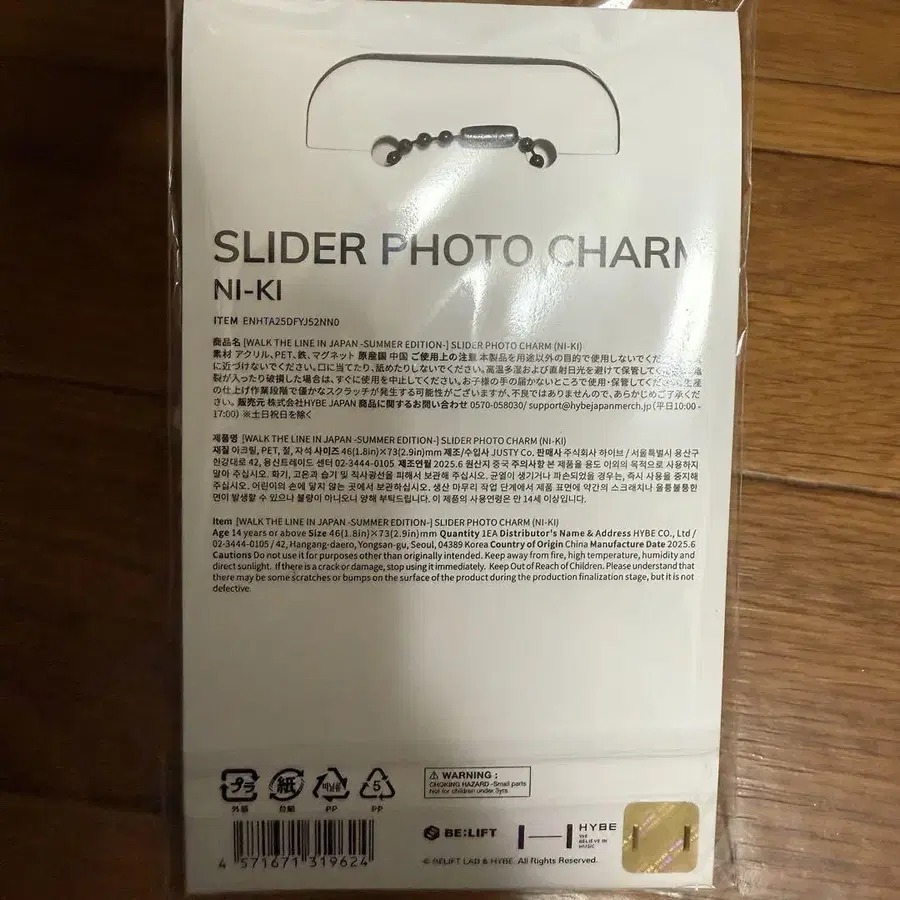 SLIDER PHOTO CHARM
NI-KI
ITEM ENHTA25DFYJ52NN0
商品名 [WALK THE LINE IN JAPAN -SUMMER EDITION-] SLIDER PHOTO CHARM (NI-KI)
素材 アクリル、PET、鉄、マグネット 原産国 中国 ご使用上の注意 本製品を用途以外の目的で使用しないでください。
に近づけないでください。口に当てたり、舐めたりしないでください。高温多湿および直射日光を避けて保管してください。亀
裂が入ったり破損した場合は、すぐに使用を中止してください。お子様の手の届かないところで使用・保管してください。生産
の仕上げ作業段階で僅かなスクラッチが発生する可能性がございますが、不良ではありませんので、あらかじめご了承くだ
さい。販売元 株式会社HYBE JAPAN 商品に関するお問い合わせ 0570-058030/ support@hybejapanmerch.jp(平日10:00 -
17:00) ※土日祝日を除く
제품명 [WALK THE LINE IN JAPAN -SUMMER EDITION-] SLIDER PHOTO CHARM (NI-KI)
재질 아크릴, PET, 철, 자석 사이즈 46(1.8in)X73(2.9in)mm 제조/수입사 JUSTY Co. 판매사 주식회사 하이브 / 서울특별시 용산구
한강대로 42, 용산트레이드 센터 02-3444-0105 제조연월 2025.6 원산지 중국 주의사항 본 제품을 용도 이외의 목적으로 사용하지
말아 주십시오. 화기, 고온과 습기 및 직사광선을 피해서 보관해 주십시오. 균열이 생기거나 파손되었을 경우는, 즉시 사용을 중지해
주십시오. 어린이의 손에 닿지 않는 곳에서 보관하십시오. 생산 마무리 작업 단계에서 제품 표면에 약간의 스크래치나 울퉁불퉁한
면이 발생할 수 있으나 불량이 아니오니 양해 부탁드립니다. 이 제품의 사용연령은 만 14세 이상입니다.
Item [WALK THE LINE IN JAPAN -SUMMER EDITION-] SLIDER PHOTO CHARM (NI-KI)
Age 14 years or above Size 46(1.8in)X73(2.9in)mm Quantity 1EA Distributor's Name & Address HYBE CO., Ltd /
02-3444-0105 / 42, Hangang-daero, Yongsan-gu, Seoul, 04389 Korea Country of Origin China Manufacture Date 2025.6
Cautions Do not use it for purposes other than originally intended. Keep away from fire, high temperature, humidity and
direct sunlight. If there is a crack or damage, stop using it immediately. Keep Out of Reach of Children. Please understand that
there may be some scratches or bumps on the surface of the product during the production finalization stage, but it is not
defective.
プラ 紙 비닐류 5
外装 台紙 PP PP
WARNING :
CHOKING HAZARD -Small parts
Not for children under 3yrs.
4 571671 319624
BE:LIFT
HYBE
WE
BELIEVE IN
MUSIC
© BELIFT LAB & HYBE. All Rights Reserved.